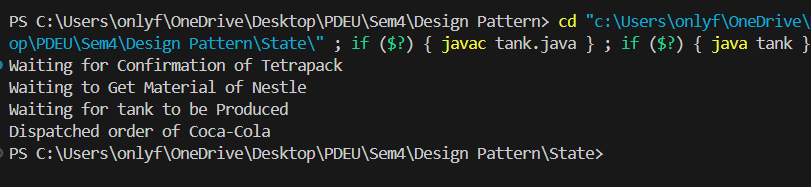 PS C:\Users\onlyf\OneDrive\Desktop\PDEU\Sem4\Design Pattern> cd "c:\Users\onlyf\OneDrive\
op\PDEU\Sem4\Design Pattern\State\" ; if ($?) { javac tank.java } ; if ($?) { java tank }
Waiting for Confirmation of Tetrapack
Waiting to Get Material of Nestle
Waiting for tank to be Produced
Dispatched order of Coca-Cola
PS C:\Users\onlyf\OneDrive\Desktop\PDEU\Sem4\Design Pattern\State>